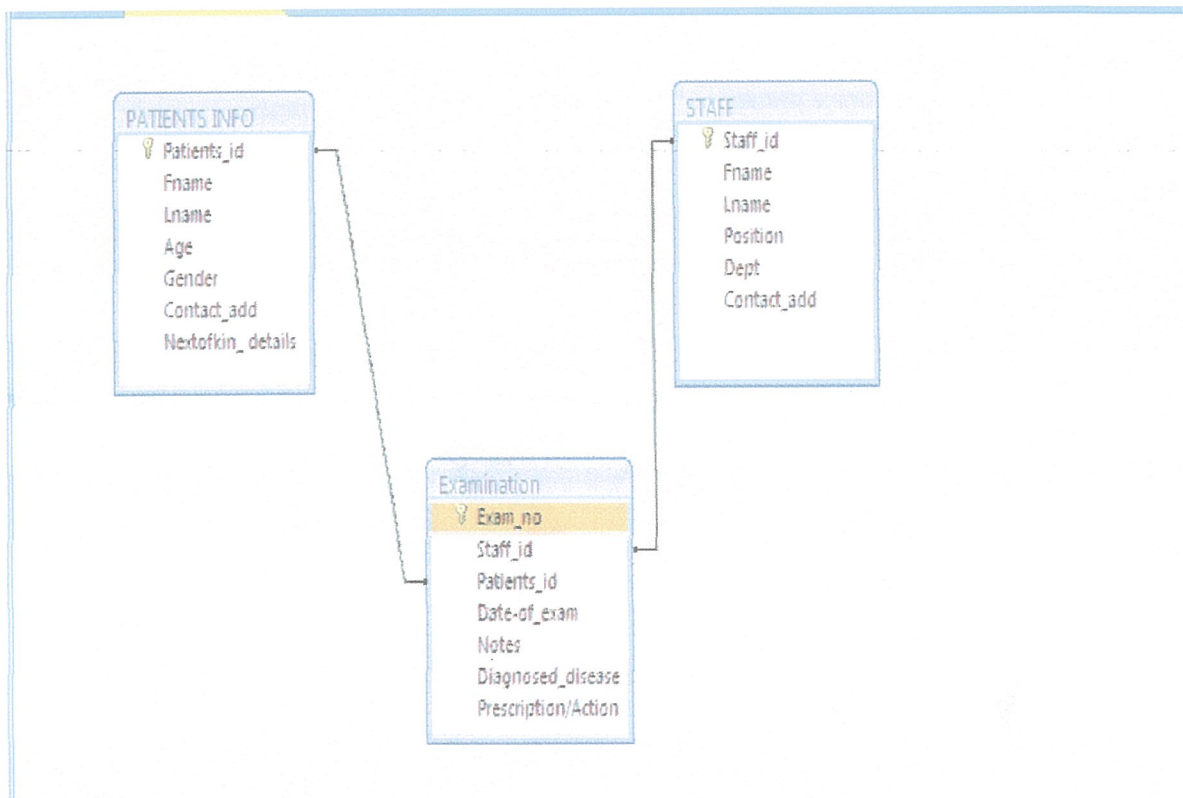 PATIENTS INFO
Patients_id
Fname
Lname
Age
Gender
Contact_add
Nextofkin_ details
STAFF
Staff_id
Fname
Lname
Position
Dept
Contact_add
Examination
Exam_no
Staff_id
Patients_id
Date-of_exam
Notes
Diagnosed_disease
Prescription/Action